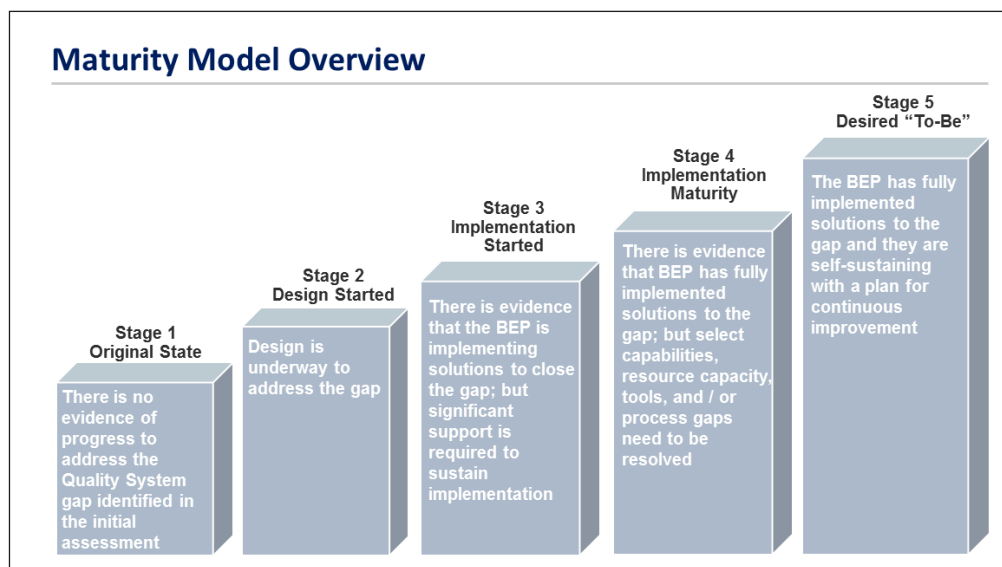 Maturity Model Overview
Stage 1
Original State
There is no
evidence of
progress to
address the
Quality System
gap identified in
the initial
assessment
Stage 2
Design Started
Design is
underway to
address the gap
Stage 3
Implementation
Started
There is evidence
that the BEP is
implementing
solutions to close
the gap; but
significant
support is
required to
sustain
implementation
Stage 4
Implementation
Maturity
There is evidence
that BEP has fully
implemented
solutions to the
gap; but select
capabilities,
resource capacity,
tools, and / or
process gaps
need to be
resolved
Stage 5
Desired “To-Be”
The BEP has fully
implemented
solutions to the
gap and they are
self-sustaining
with a plan for
continuous
improvement